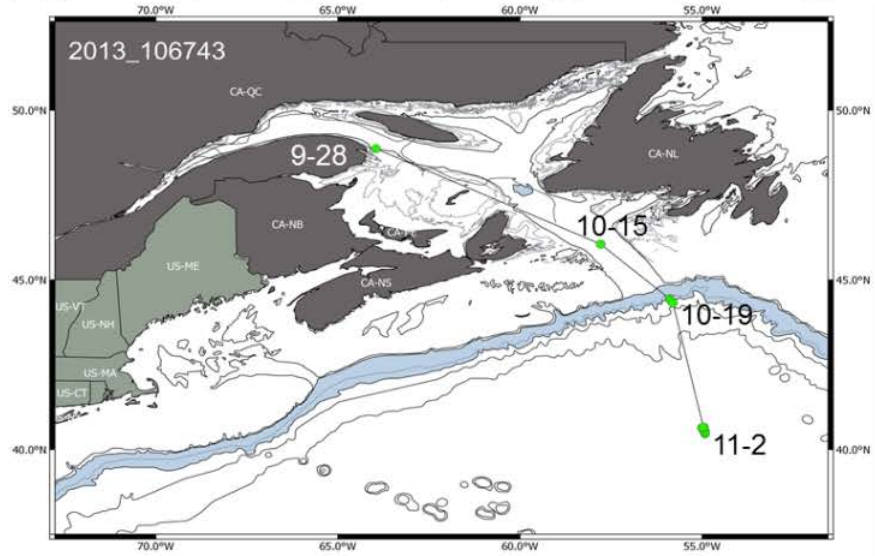 70.0°W 65.0°W 60.0°W 55.0°W
2013_106743
CA-QC
50.0°N 50.0°N
9-28
CA-NL
CA-NB
10-15
US-ME
45.0°N 45.0°N
CA-NS
US-NH
10-19
US-MA
US-CT
40.0°N 40.0°N
11-2
70.0°W 65.0°W 60.0°W 55.0°W